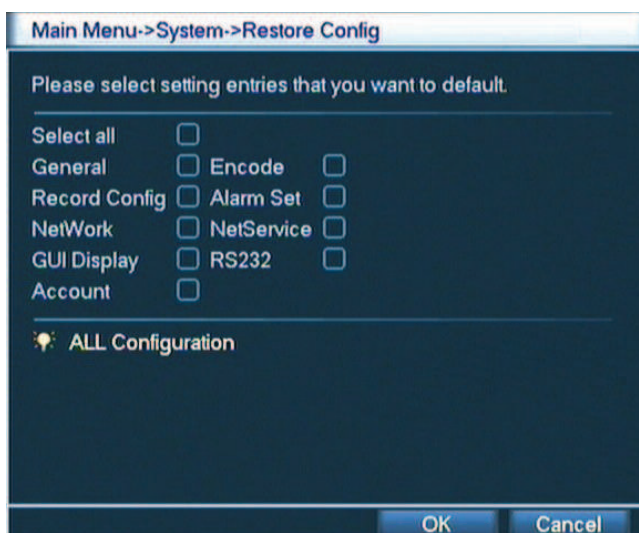 Main Menu->System->Restore Config
Please select setting entries that you want to default.
Select all
General Encode
Record Config Alarm Set
NetWork NetService
GUI Display RS232
Account
ALL Configuration
OK Cancel